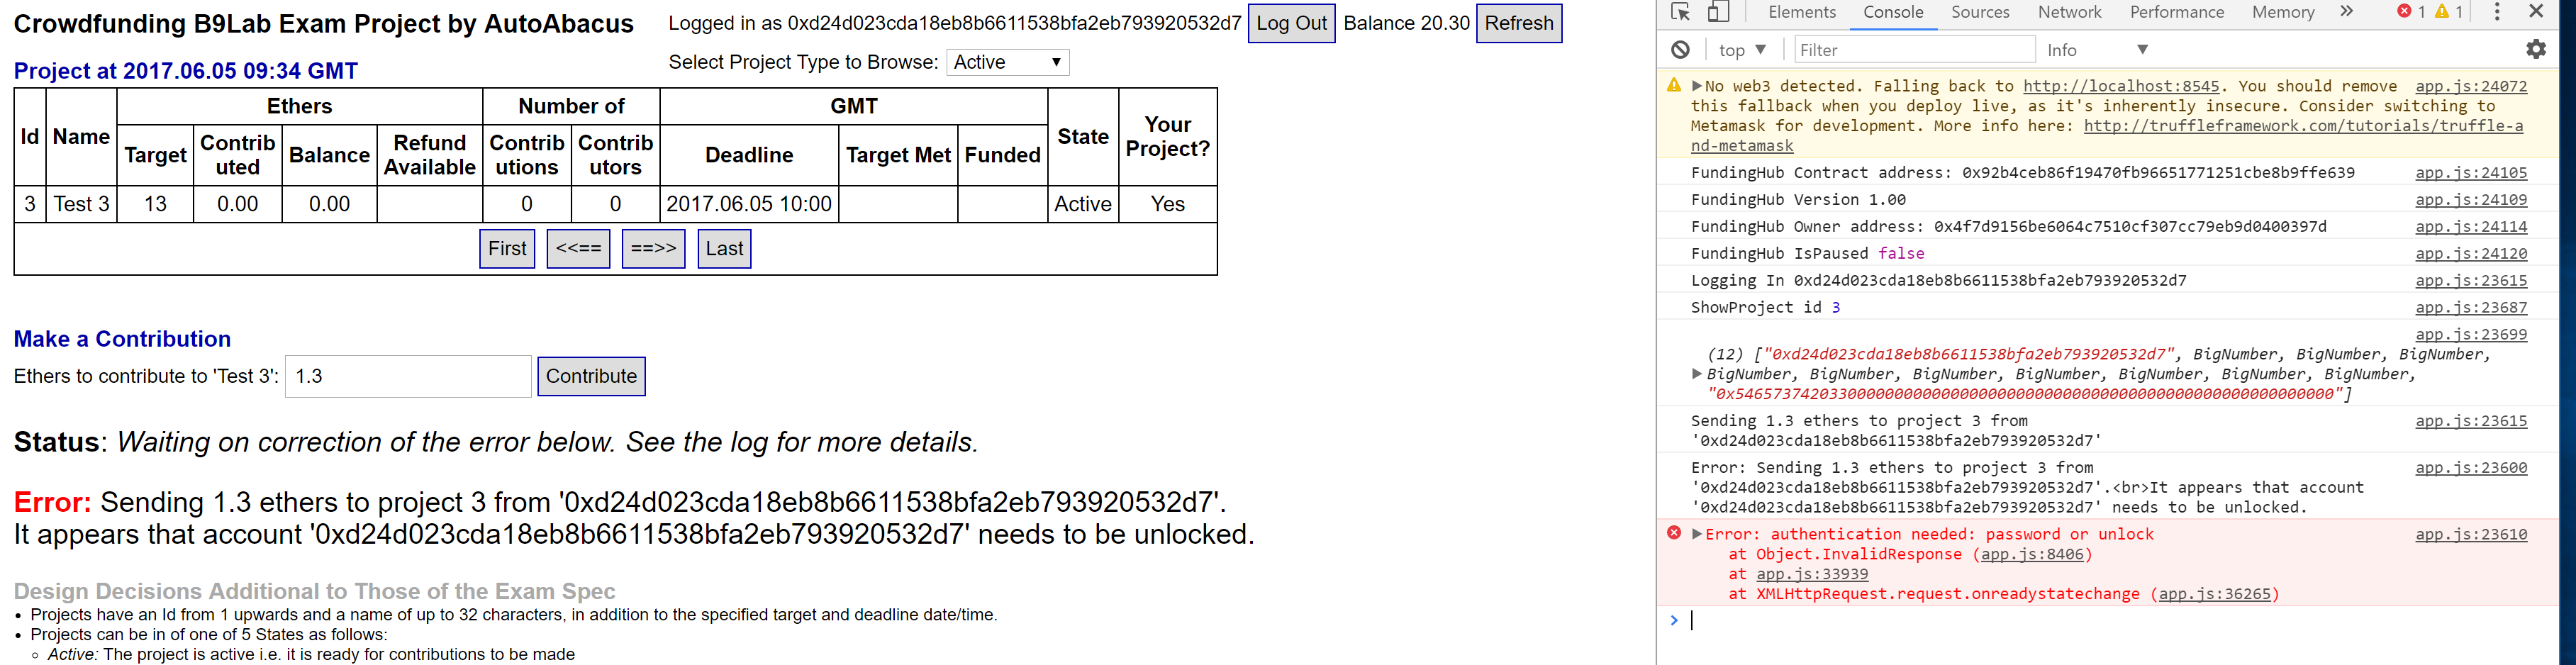 Crowdfunding B9Lab Exam Project by AutoAbacus
Logged in as 0xd24d023cda18eb8b6611538bfa2eb793920532d7 Log Out Balance 20.30 Refresh
Select Project Type to Browse: Active
Project at 2017.06.05 09:34 GMT
Id Name Ethers Number of GMT State Your Project?
Target Contributed Balance Refund Available Contributions Contributors Deadline Target Met Funded
3 Test 3 13 0.00 0.00 0 0 2017.06.05 10:00 Active Yes
First <<== ==>> Last
Make a Contribution
Ethers to contribute to 'Test 3': 1.3 Contribute
Status: Waiting on correction of the error below. See the log for more details.
Error: Sending 1.3 ethers to project 3 from '0xd24d023cda18eb8b6611538bfa2eb793920532d7'.
It appears that account '0xd24d023cda18eb8b6611538bfa2eb793920532d7' needs to be unlocked.
Design Decisions Additional to Those of the Exam Spec
• Projects have an Id from 1 upwards and a name of up to 32 characters, in addition to the specified target and deadline date/time.
• Projects can be in of one of 5 States as follows:
○ Active: The project is active i.e. it is ready for contributions to be made
Elements Console Sources Network Performance Memory 1 1
top Filter Info
No web3 detected. Falling back to http://localhost:8545. You should remove app.js:24072
this fallback when you deploy live, as it's inherently insecure. Consider switching to
Metamask for development. More info here: http://truffleframework.com/tutorials/truffle-a
nd-metamask
FundingHub Contract address: 0x92b4ceb86f19470fb96651771251cbe8b9ffe639 app.js:24105
FundingHub Version 1.00 app.js:24109
FundingHub Owner address: 0x4f7d9156be6064c7510cf307cc79eb9d0400397d app.js:24114
FundingHub IsPaused false app.js:24120
Logging In 0xd24d023cda18eb8b6611538bfa2eb793920532d7 app.js:23615
ShowProject id 3 app.js:23687
app.js:23699
(12) ["0xd24d023cda18eb8b6611538bfa2eb793920532d7", BigNumber, BigNumber, BigNumber,
BigNumber, BigNumber, BigNumber, BigNumber, BigNumber, BigNumber, BigNumber,
"0x5465737420330000000000000000000000000000000000000000000000000000"]
Sending 1.3 ethers to project 3 from app.js:23615
'0xd24d023cda18eb8b6611538bfa2eb793920532d7'
Error: Sending 1.3 ethers to project 3 from app.js:23600
'0xd24d023cda18eb8b6611538bfa2eb793920532d7'.<br>It appears that account
'0xd24d023cda18eb8b6611538bfa2eb793920532d7' needs to be unlocked.
Error: authentication needed: password or unlock app.js:23610
at Object.InvalidResponse (app.js:8406)
at app.js:33939
at XMLHttpRequest.request.onreadystatechange (app.js:36265)